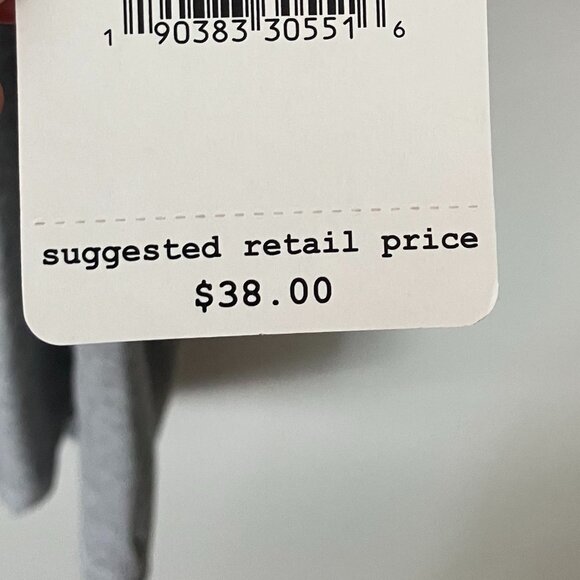 1 90383 30551 6
suggested retail price
$38.00